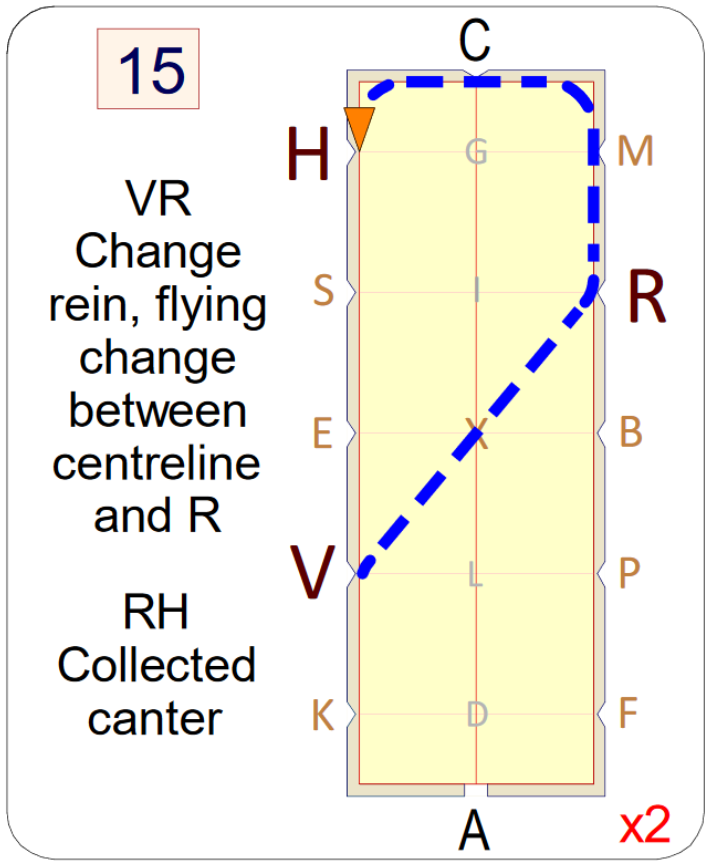 15
VR
Change
rein, flying
change
between
centreline
and R
RH
Collected
canter
C
H
G
M
S
I
R
E
X
B
V
L
P
K
D
F
A
x2